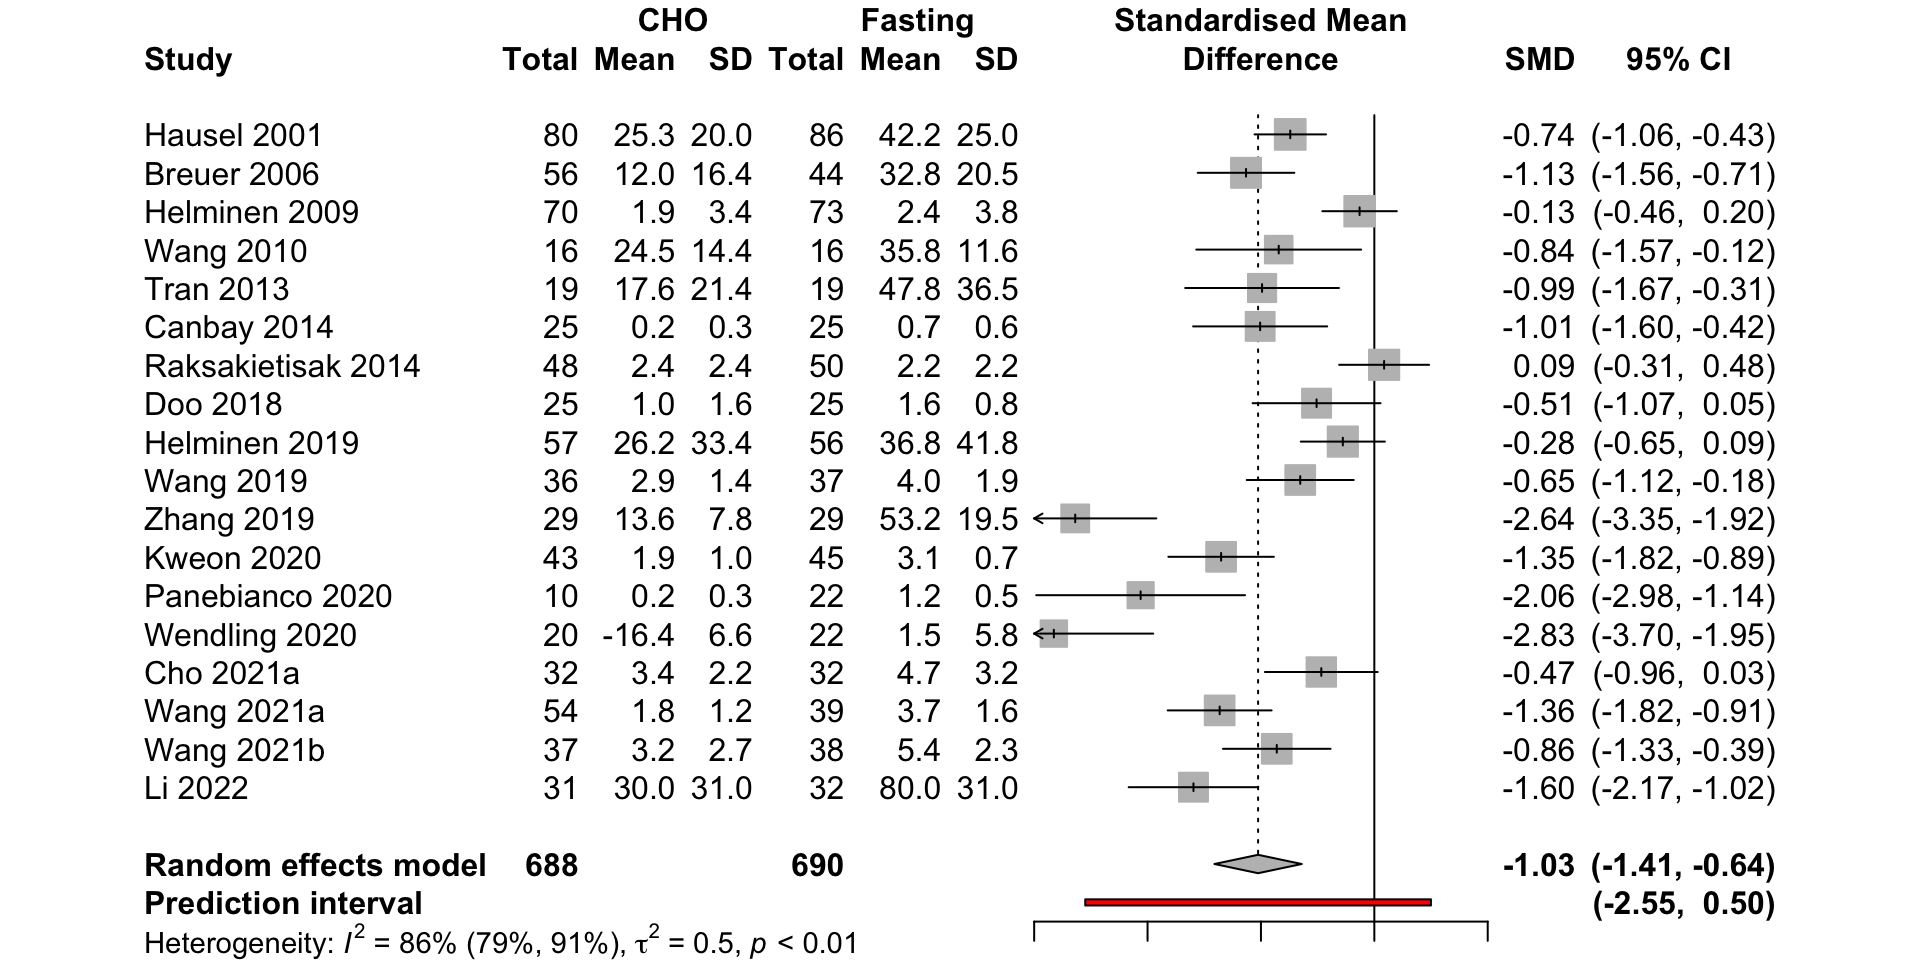 CHO Fasting Standardised Mean
Study Total Mean SD Total Mean SD Difference SMD 95% CI
Hausel 2001 80 25.3 20.0 86 42.2 25.0 -0.74 (-1.06, -0.43)
Breuer 2006 56 12.0 16.4 44 32.8 20.5 -1.13 (-1.56, -0.71)
Helminen 2009 70 1.9 3.4 73 2.4 3.8 -0.13 (-0.46, 0.20)
Wang 2010 16 24.5 14.4 16 35.8 11.6 -0.84 (-1.57, -0.12)
Tran 2013 19 17.6 21.4 19 47.8 36.5 -0.99 (-1.67, -0.31)
Canbay 2014 25 0.2 0.3 25 0.7 0.6 -1.01 (-1.60, -0.42)
Raksakietisak 2014 48 2.4 2.4 50 2.2 2.2 0.09 (-0.31, 0.48)
Doo 2018 25 1.0 1.6 25 1.6 0.8 -0.51 (-1.07, 0.05)
Helminen 2019 57 26.2 33.4 56 36.8 41.8 -0.28 (-0.65, 0.09)
Wang 2019 36 2.9 1.4 37 4.0 1.9 -0.65 (-1.12, -0.18)
Zhang 2019 29 13.6 7.8 29 53.2 19.5 -2.64 (-3.35, -1.92)
Kweon 2020 43 1.9 1.0 45 3.1 0.7 -1.35 (-1.82, -0.89)
Panebianco 2020 10 0.2 0.3 22 1.2 0.5 -2.06 (-2.98, -1.14)
Wendling 2020 20 -16.4 6.6 22 1.5 5.8 -2.83 (-3.70, -1.95)
Cho 2021a 32 3.4 2.2 32 4.7 3.2 -0.47 (-0.96, 0.03)
Wang 2021a 54 1.8 1.2 39 3.7 1.6 -1.36 (-1.82, -0.91)
Wang 2021b 37 3.2 2.7 38 5.4 2.3 -0.86 (-1.33, -0.39)
Li 2022 31 30.0 31.0 32 80.0 31.0 -1.60 (-2.17, -1.02)
Random effects model 688 690 -1.03 (-1.41, -0.64)
Prediction interval (-2.55, 0.50)
Heterogeneity: I² = 86% (79%, 91%), τ² = 0.5, p < 0.01